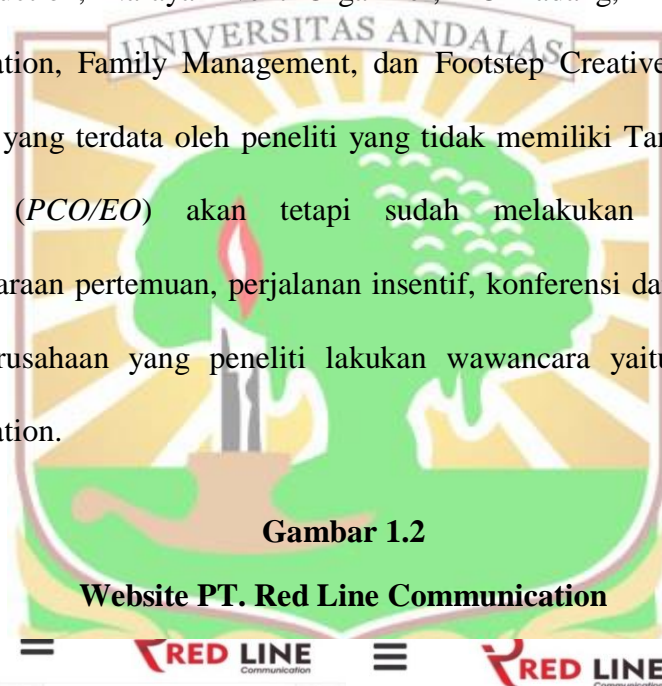 UNIVERSITAS ANDALAS
ation, Family Management, dan Footstep Creative
yang terdata oleh peneliti yang tidak memiliki Tan
(PCO/EO) akan tetapi sudah melakukan
araan pertemuan, perjalanan insentif, konferensi da
rusahaan yang peneliti lakukan wawancara yaitu
ation.
Gambar 1.2
Website PT. Red Line Communication
RED LINE RED LINE
Communication